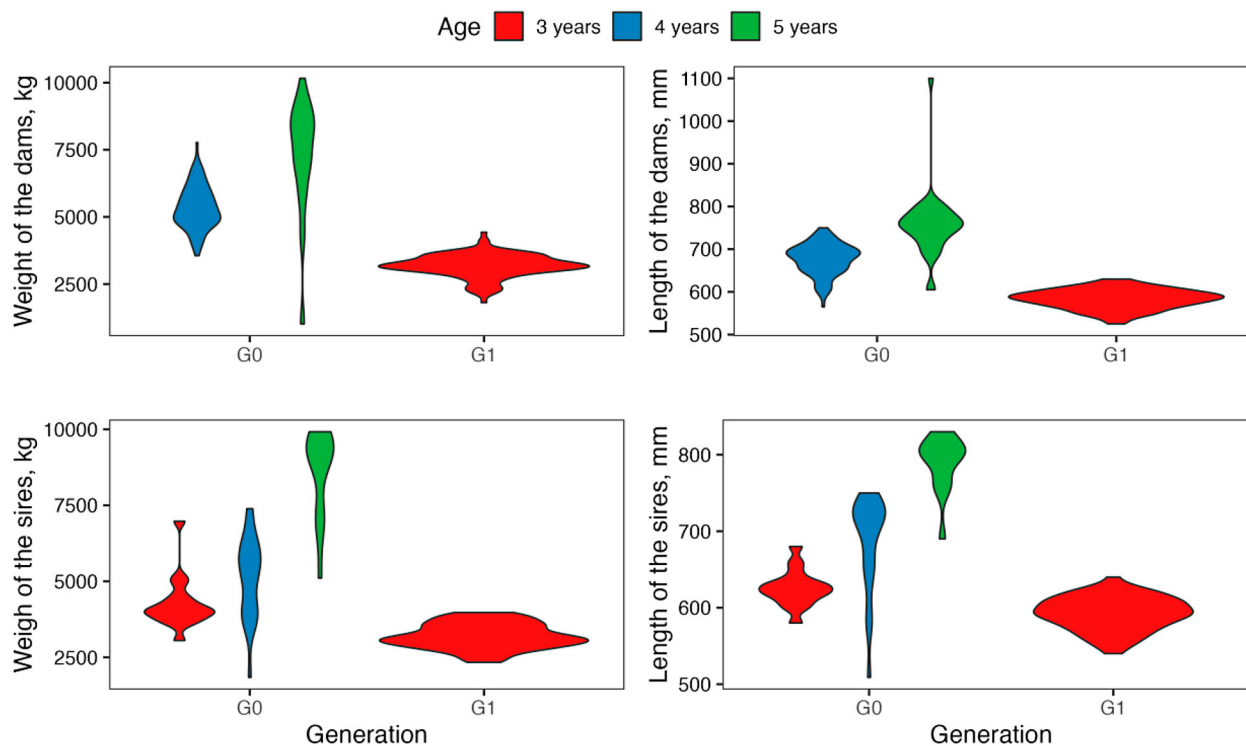 Age 3 years 4 years 5 years
Weight of the dams, kg
10000
7500
5000
2500
G0 G1
Length of the dams, mm
1100
1000
900
800
700
600
500
G0 G1
Weigh of the sires, kg
10000
7500
5000
2500
G0 G1
Generation
Length of the sires, mm
800
700
600
500
G0 G1
Generation